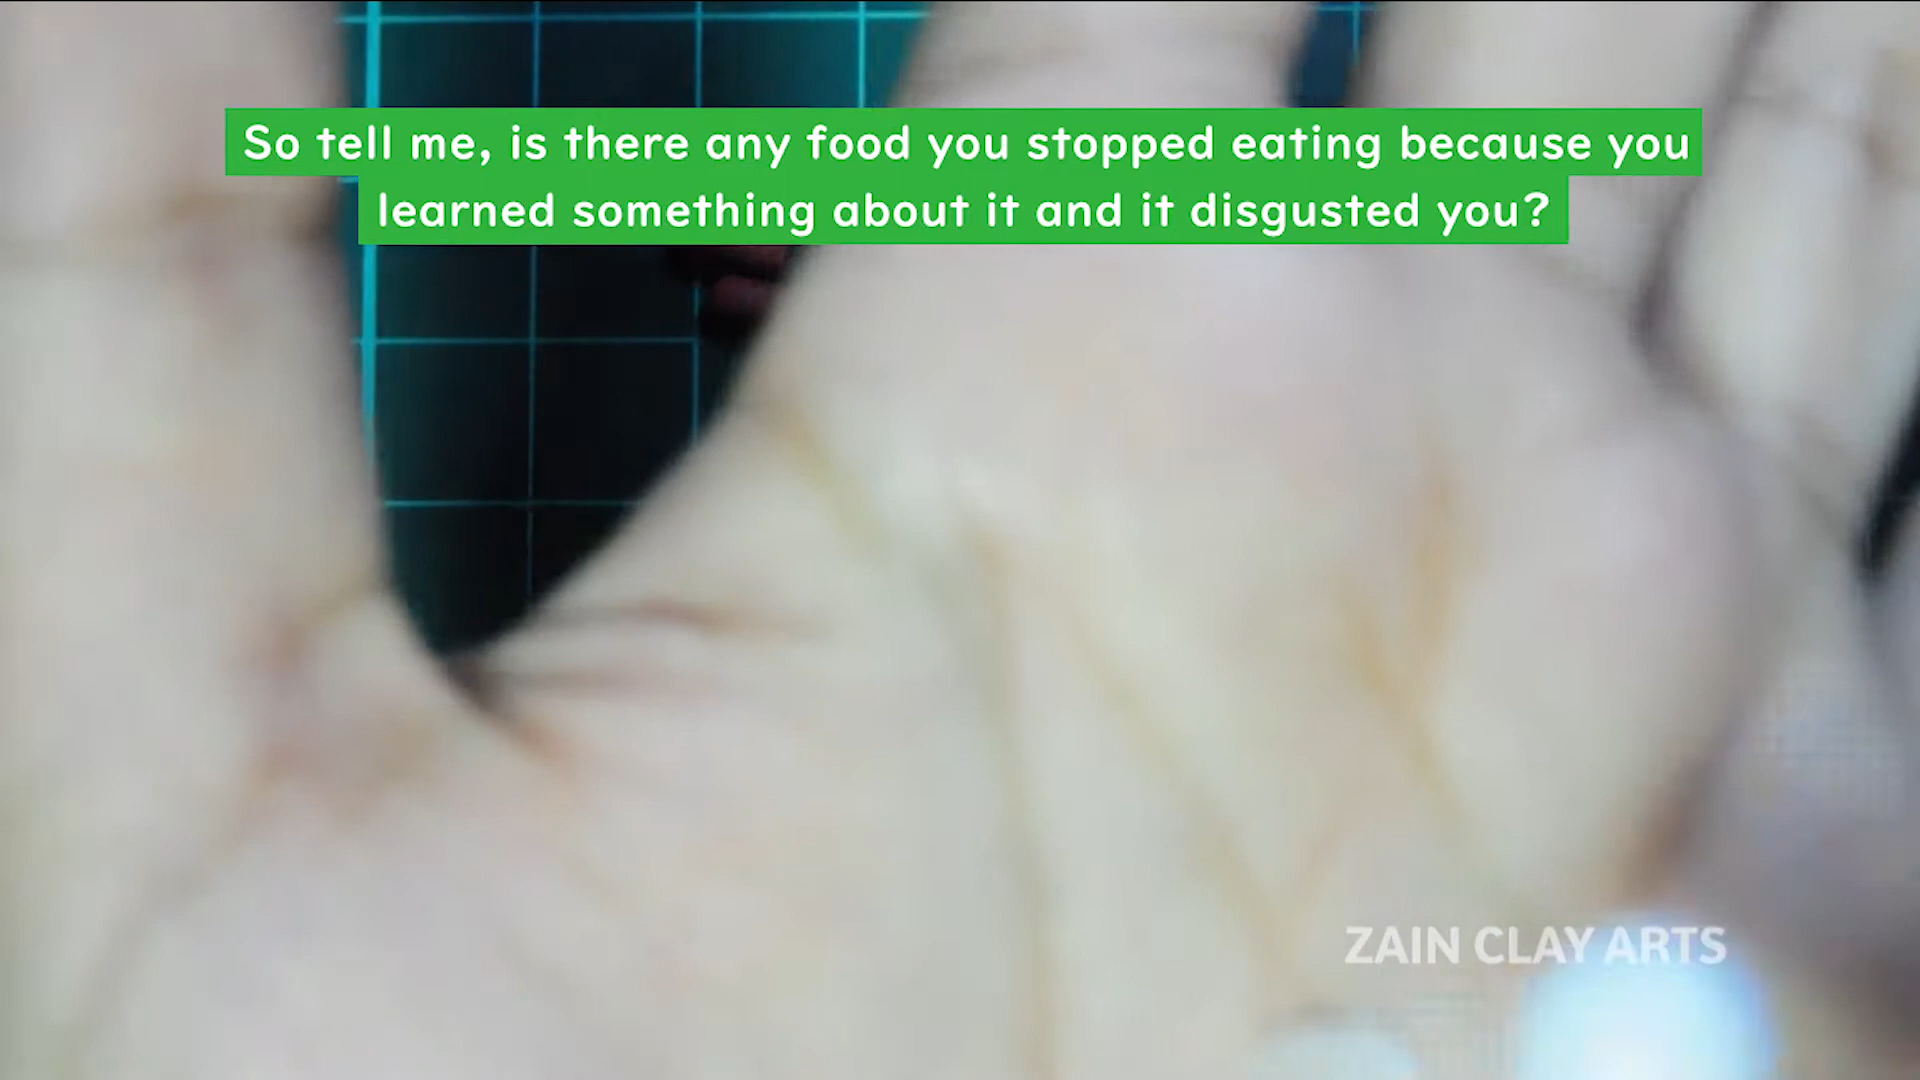 So tell me, is there any food you stopped eating because you
learned something about it and it disgusted you?
ZAIN CLAY ARTS